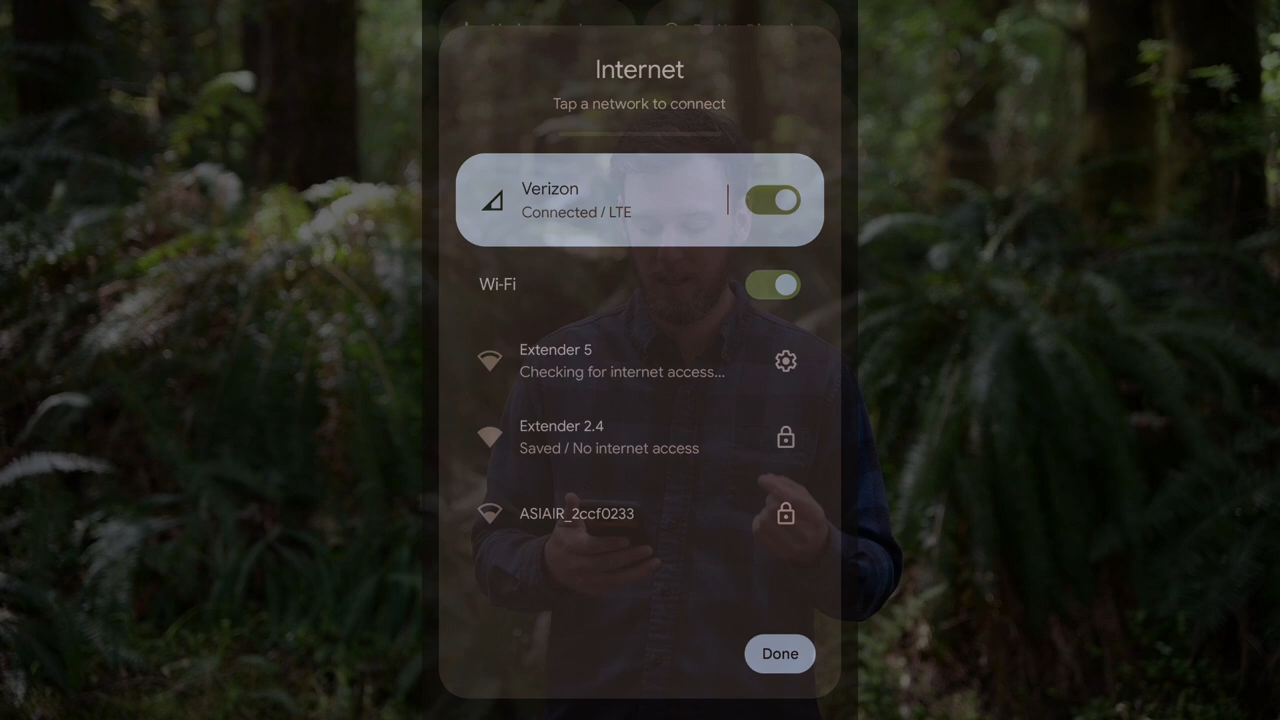 Internet
Tap a network to connect
Verizon
Connected / LTE
Wi-Fi
Extender 5
Checking for internet access...
Extender 2.4
Saved / No internet access
ASIAIR_2ccf0233
Done